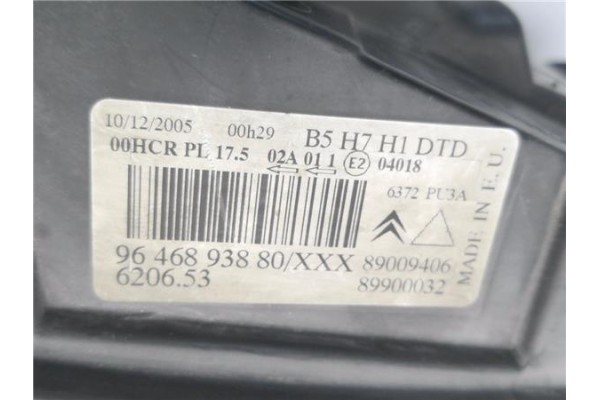 10/12/2005 00h29 B5 H7 H1 DTD
00HCR PL 17.5 02A 01 1 E2 04018
6372 PU3A
96 468 938 80/XXX 89009406
6206.53 89900032
MADE IN E.U.